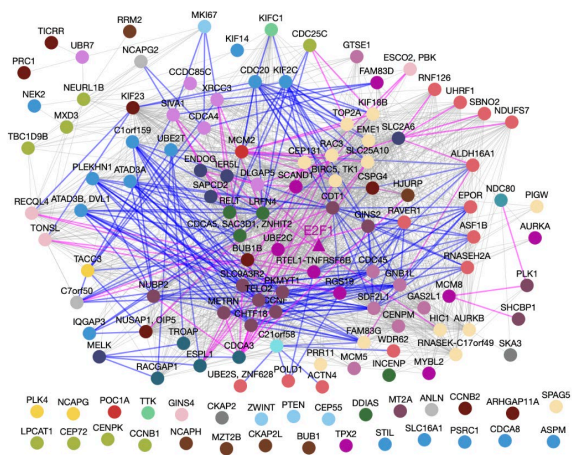 MKI67
RRM2
TICRR
KIF14
KIFC1
CDC25C
UBR7
NCAPG2
GTSE1
ESCO2, PBK
PRC1
CCDC85C
XRCC3
CDC20
KIF2C
FAM83D
RNF126
NEK2
NEURL1B
KIF23
SIVA1
CDCA4
KIF16B
UHRF1
SBNO2
MXD3
TOP2A
NDUFS7
C1orf159
UBE2T
MCM2
RAC3
EME1
SLC2A6
TBC1D9B
ENDOG
IER5L
CEP131
SLC25A10
PLEKHN1
ATAD3A
DLGAP5
SCAND1
BIRC5, TK1
ALDH16A1
SAPCD2
CSPG4
HJURP
RECQL4
ATAD3B, DVL1
REL1
LRFN4
CDT1
EPOR
NDC80
PIGW
TONSL
CDCA5, SAC3D1, ZNHIT2
GINS2
RAVER1
ASF1B
AURKA
UBE2C
E2F1
BUB1B
TACC3
RTEL1-TNFRSF6B
CDC45
RNASEH2A
SLC9A3R2
PKMYT1
GNB1L
C7orf50
NUBP2
TELO2
RGS19
MCM8
PLK1
METRN
CCNF
SDF2L1
GAS2L1
SHCBP1
IQGAP3
NUSAP1, OIP5
CHTF18
CENPM
HIC1
AURKB
TROAP
C21orf58
FAM83G
WDR62
RNASEK-C17orf49
MELK
CDCA3
PRR11
MCM5
SKA3
ESPL1
INCENP
MYBL2
RACGAP1
UBE2S, ZNF628
POLD1
ACTN4
PLK4
NCAPG
POC1A
TTK
GINS4
CKAP2
ZWINT
PTEN
CEP55
DDIAS
MT2A
ANLN
CCNB2
ARHGAP11A
SPAG5
LPCAT1
CEP72
CENPK
CCNB1
NCAPH
MZT2B
CKAP2L
BUB1
TPX2
STIL
SLC16A1
PSRC1
CDCA8
ASPM